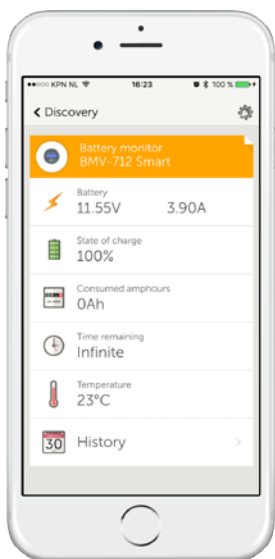 ●●○○○ KPN NL 16:23 100 %
< Discovery
Battery monitor
BMV-712 Smart
Battery
11.55V 3.90A
State of charge
100%
Consumed amphours
0Ah
Time remaining
Infinite
Temperature
23°C
30 History >